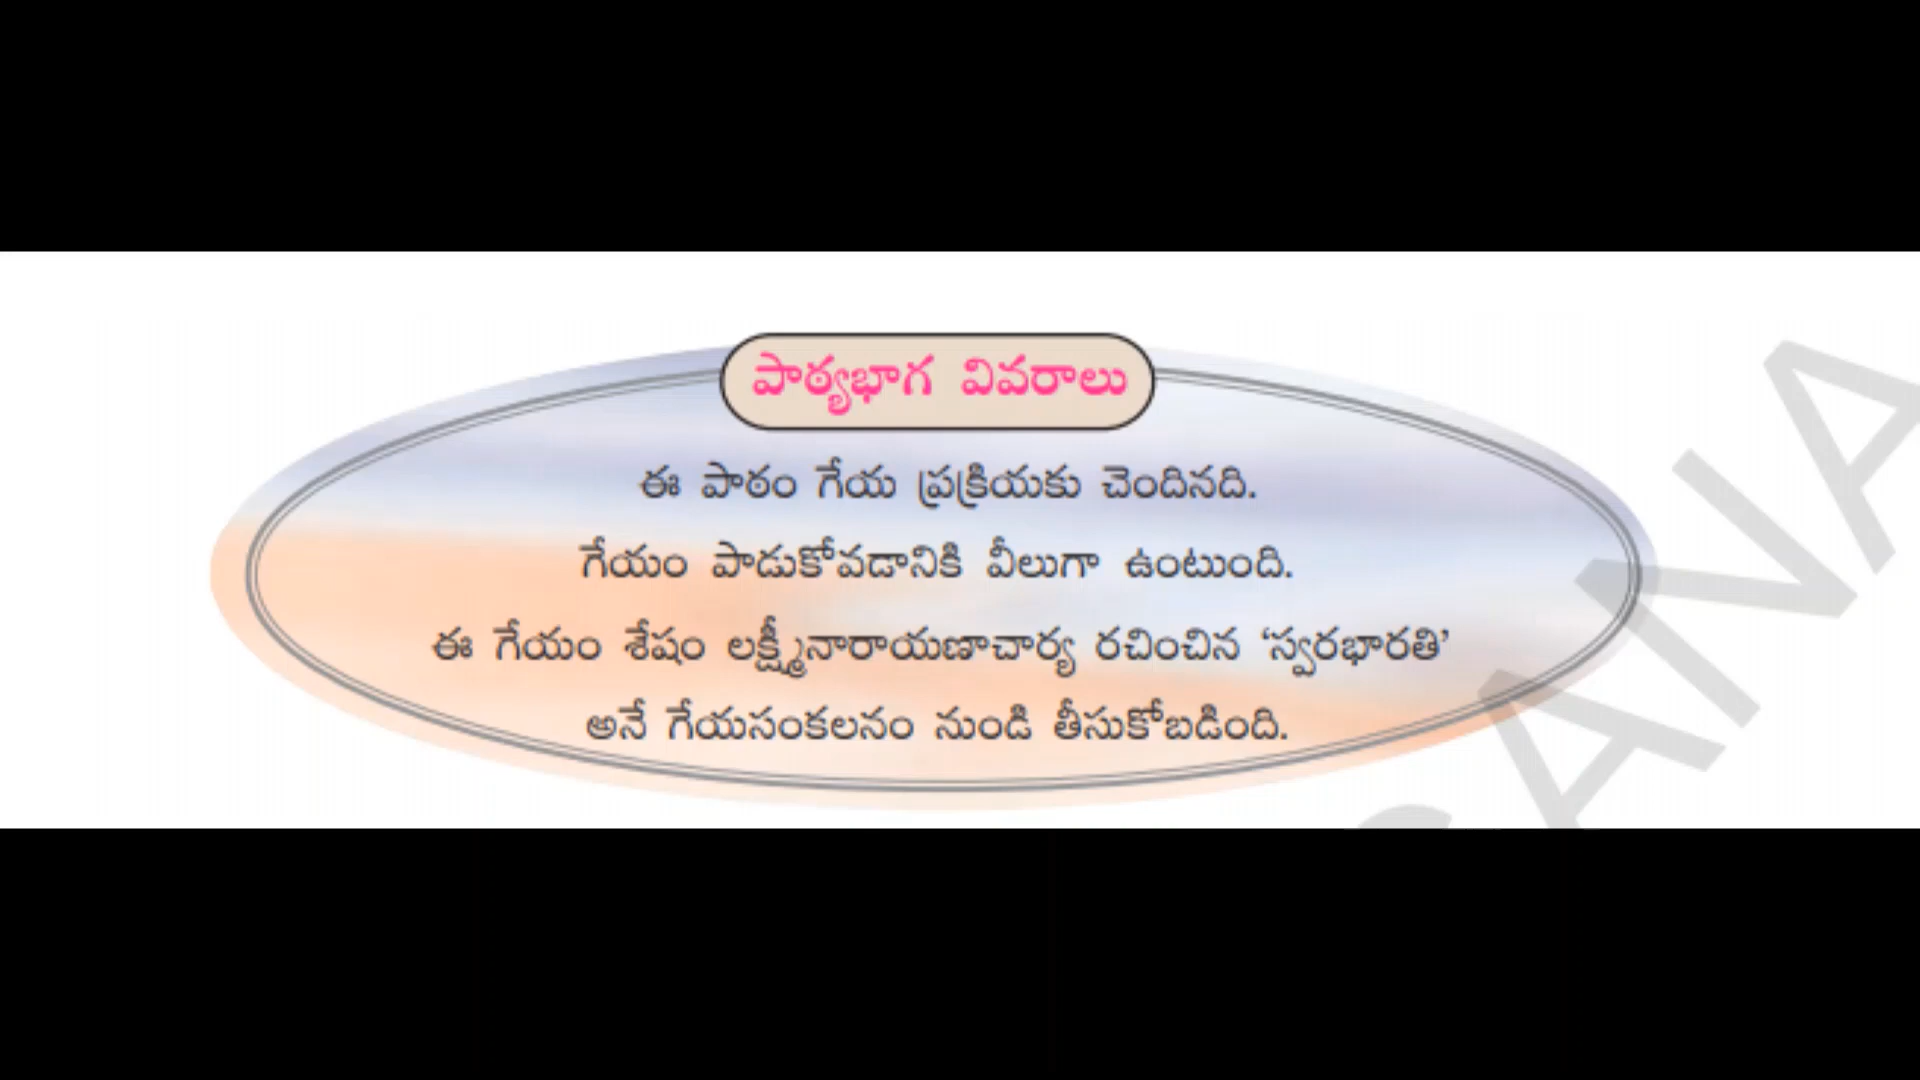 పాఠ్యభాగ వివరాలు
ఈ పాఠం గేయ ప్రక్రియకు చెందినది.
గేయం పాడుకోవడానికి వీలుగా ఉంటుంది.
ఈ గేయం శేషం లక్ష్మీనారాయణాచార్య రచించిన ‘స్వరభారతి’
అనే గేయసంకలనం నుండి తీసుకోబడింది.